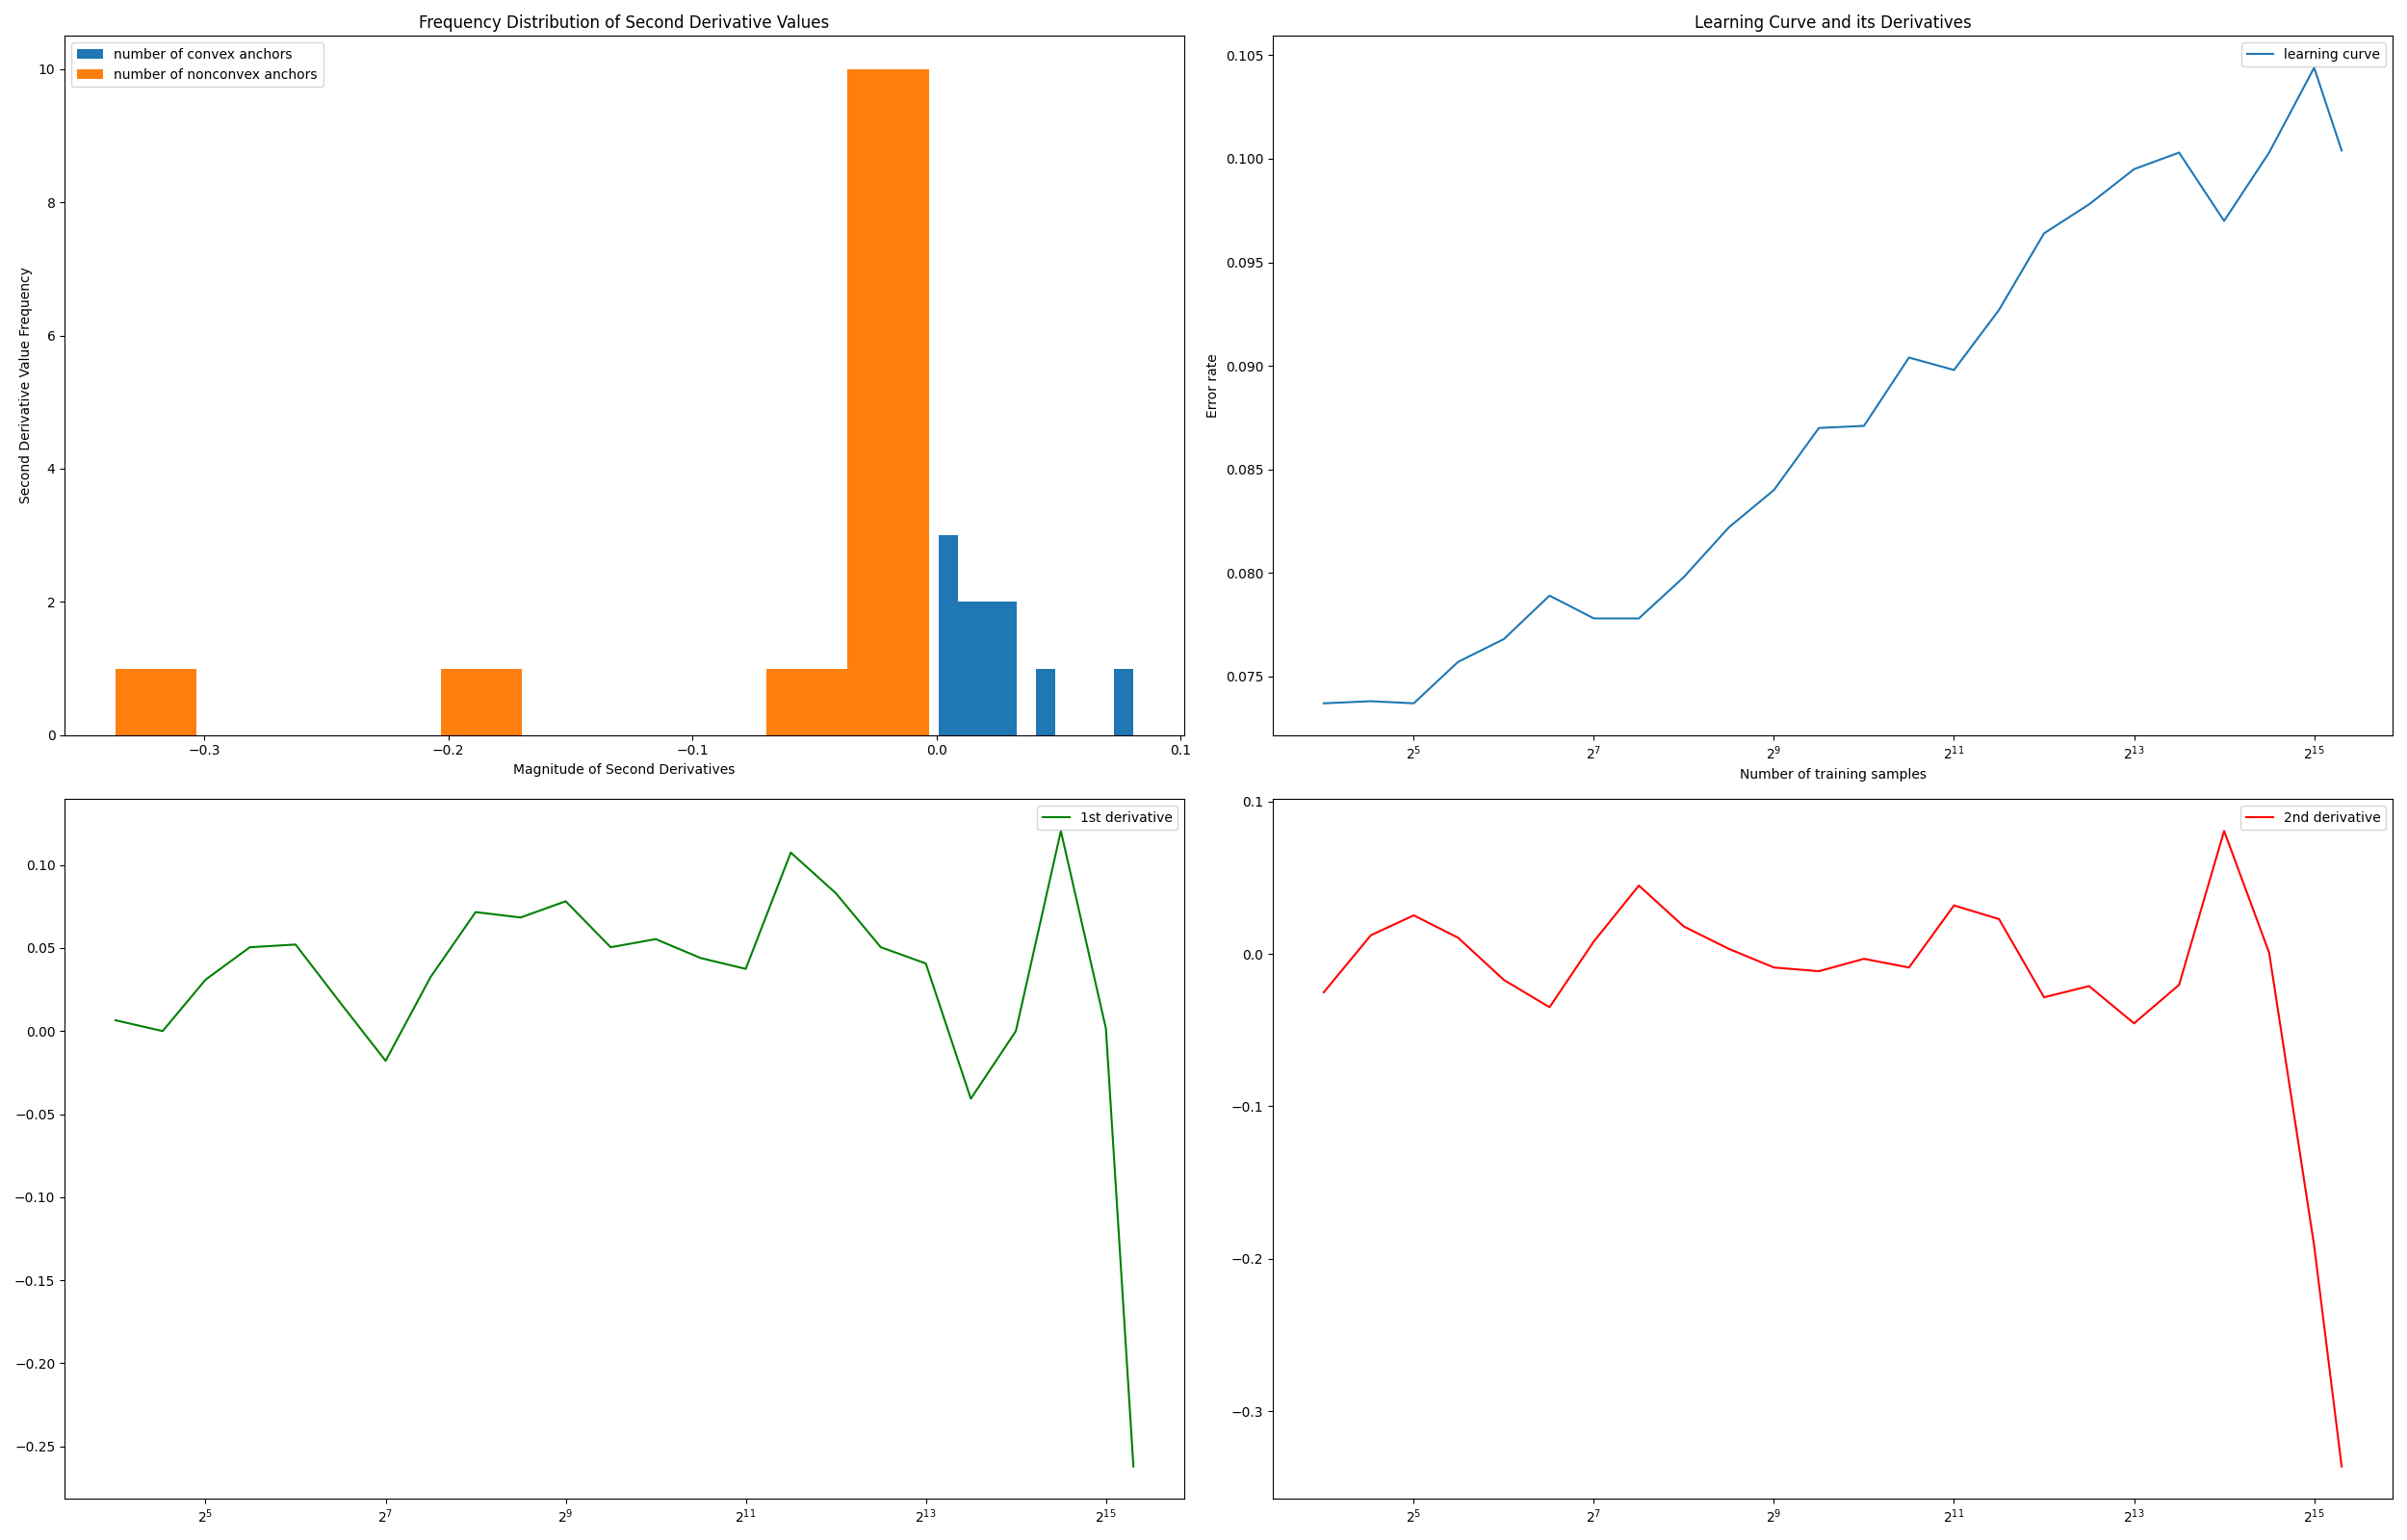 Frequency Distribution of Second Derivative Values
number of convex anchors
number of nonconvex anchors
10
8
6
4
2
0
Second Derivative Value Frequency
−0.3 −0.2 −0.1 0.0 0.1
Magnitude of Second Derivatives
Learning Curve and its Derivatives
learning curve
0.105
0.100
0.095
0.090
0.085
0.080
0.075
Error rate
2^5 2^7 2^9 2^11 2^13 2^15
Number of training samples
1st derivative
0.10
0.05
0.00
−0.05
−0.10
−0.15
−0.20
−0.25
2^5 2^7 2^9 2^11 2^13 2^15
2nd derivative
0.1
0.0
−0.1
−0.2
−0.3
2^5 2^7 2^9 2^11 2^13 2^15